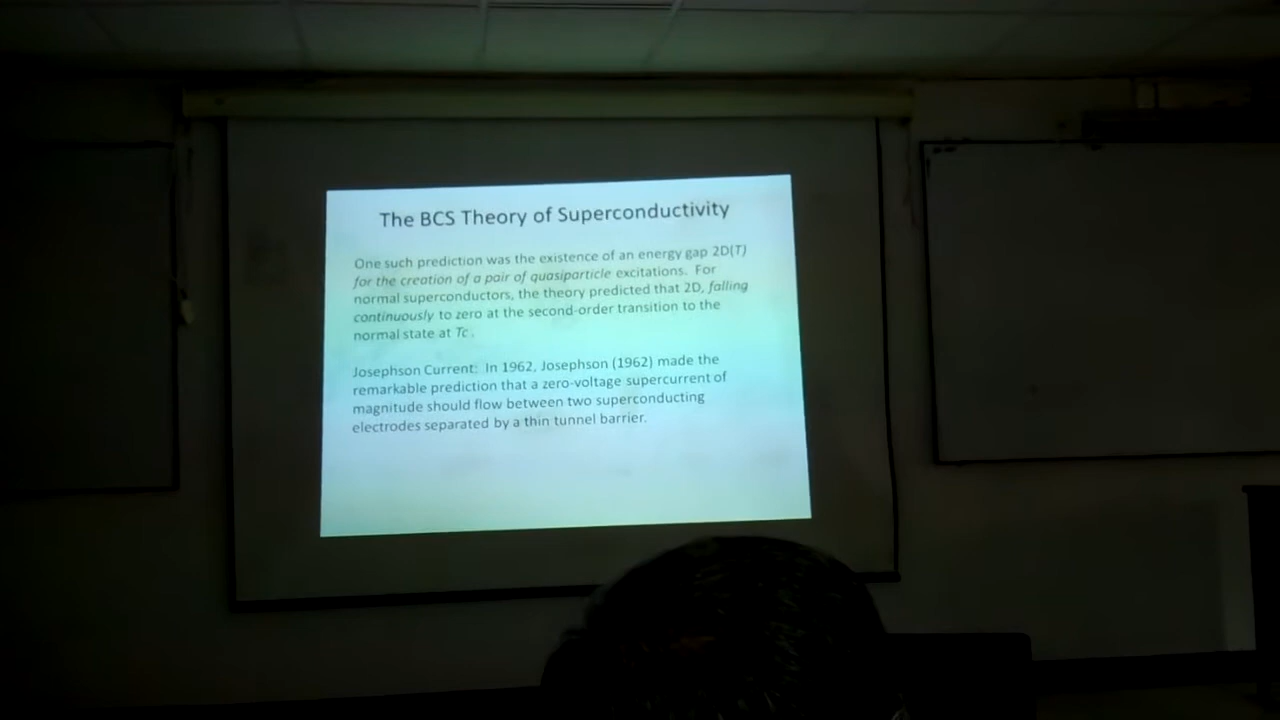 The BCS Theory of Superconductivity
One such prediction was the existence of an energy gap 2D(T)
for the creation of a pair of quasiparticle excitations. For
normal superconductors, the theory predicted that 2D, falling
continuously to zero at the second-order transition to the
normal state at Tc .
Josephson Current: In 1962, Josephson (1962) made the
remarkable prediction that a zero-voltage supercurrent of
magnitude should flow between two superconducting
electrodes separated by a thin tunnel barrier.